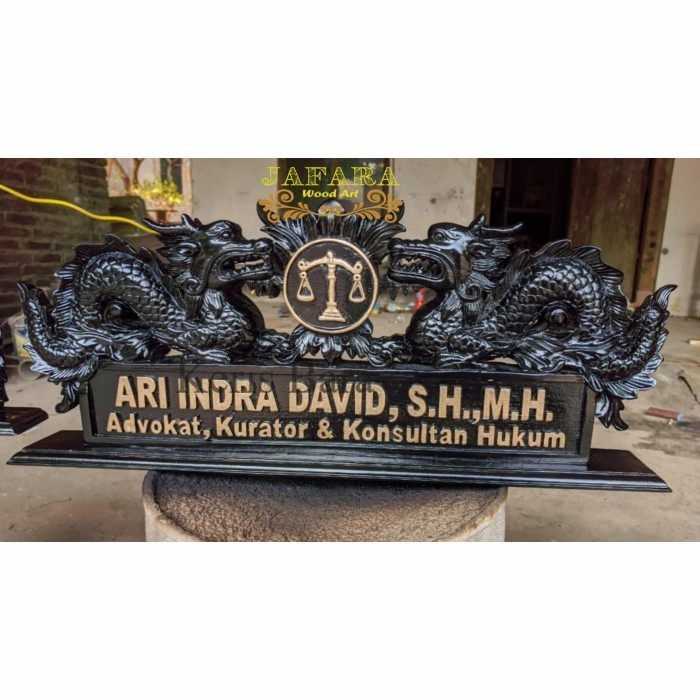 JAFARA
Wood Art
ARI INDRA DAVID, S.H.,M.H.
Advokat, Kurator & Konsultan Hukum